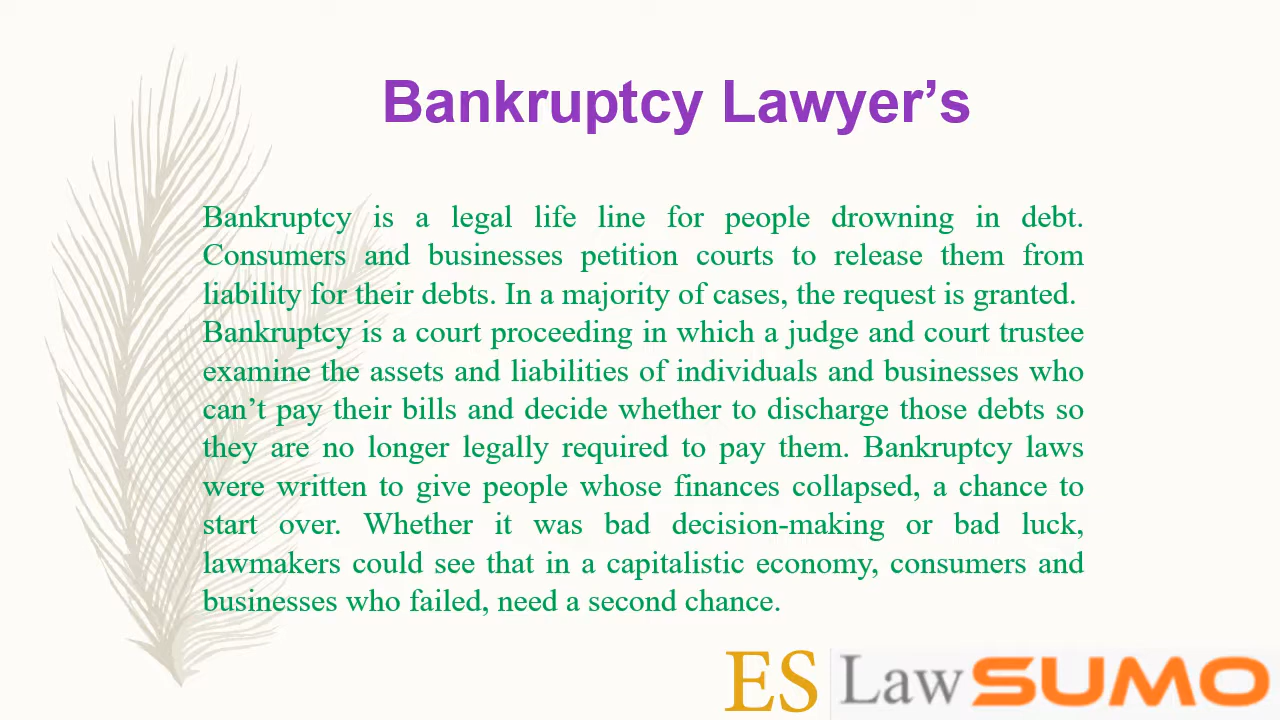 Bankruptcy Lawyer’s
Bankruptcy is a legal life line for people drowning in debt.
Consumers and businesses petition courts to release them from
liability for their debts. In a majority of cases, the request is granted.
Bankruptcy is a court proceeding in which a judge and court trustee
examine the assets and liabilities of individuals and businesses who
can’t pay their bills and decide whether to discharge those debts so
they are no longer legally required to pay them. Bankruptcy laws
were written to give people whose finances collapsed, a chance to
start over. Whether it was bad decision-making or bad luck,
lawmakers could see that in a capitalistic economy, consumers and
businesses who failed, need a second chance.
ES Law SUMO